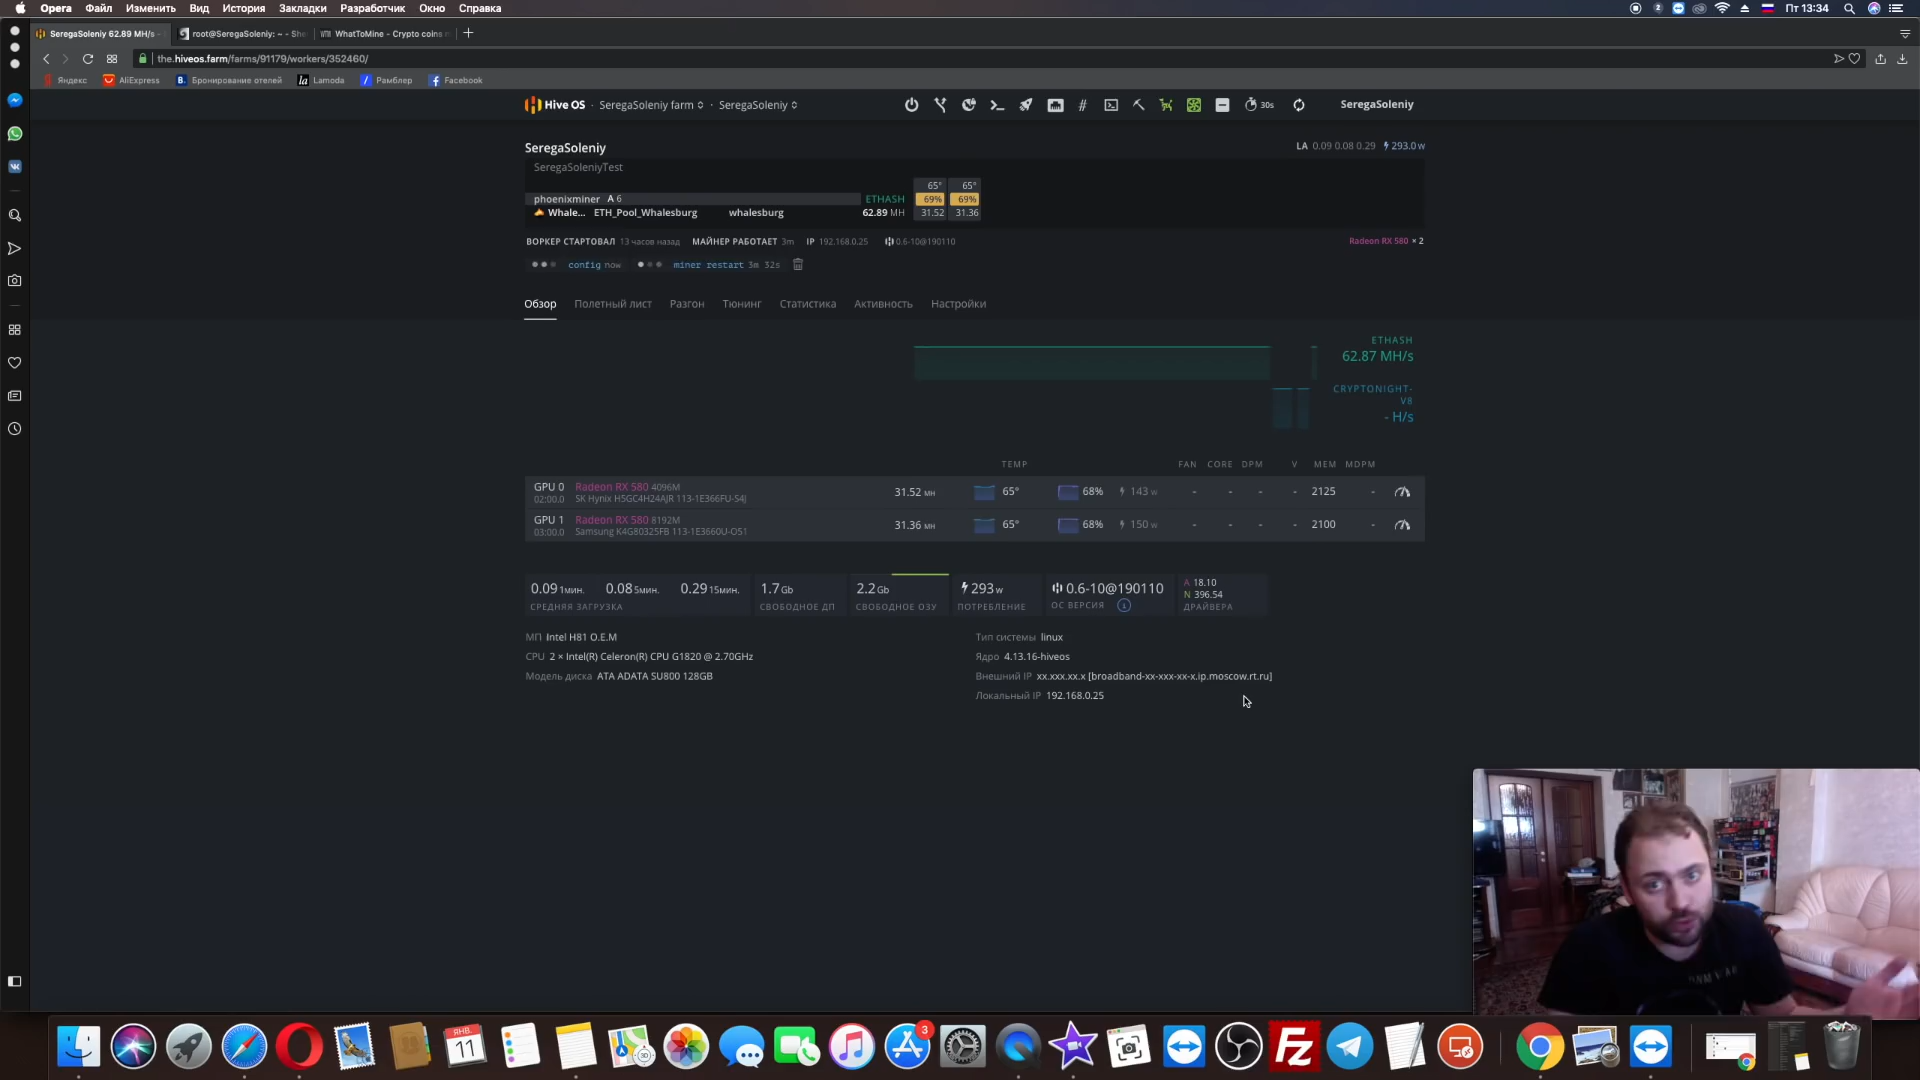 Opera Файл Изменить Вид История Закладки Разработчик Окно Справка Пт 13:34
SeregaSoleniy 62.89 MH/s - root@SeregaSoleniy: ~ - She WhatToMine - Crypto coins m
the.hiveos.farm/farms/91179/workers/352460/
Яндекс AliExpress Бронирование отелей Lamoda Рамблер Facebook
Hive OS · SeregaSoleniy farm · SeregaSoleniy 30s SeregaSoleniy
SeregaSoleniy LA 0.09 0.08 0.29 293.0 w
SeregaSoleniyTest
65° 65°
phoenixminer A 6 ETHASH 69% 69%
Whale... ETH_Pool_Whalesburg whalesburg 62.89 MH 31.52 31.36
ВОРКЕР СТАРТОВАЛ 13 часов назад МАЙНЕР РАБОТАЕТ 3m IP 192.168.0.25 0.6-10@190110 Radeon RX 580 × 2
config now miner restart 3m 32s
Обзор Полетный лист Разгон Тюнинг Статистика Активность Настройки
ETHASH
62.87 MH/s
CRYPTONIGHT-
V8
- H/s
TEMP FAN CORE DPM V MEM MDPM
GPU 0 Radeon RX 580 4096M 31.52 MH 65° 68% 143 w - - - - 2125 -
02:00.0 SK Hynix H5GC4H24AJR 113-1E366FU-S4J
GPU 1 Radeon RX 580 8192M 31.36 MH 65° 68% 150 w - - - - 2100 -
03:00.0 Samsung K4G80325FB 113-1E3660U-O51
0.09 1мин. 0.08 5мин. 0.29 15мин. 1.7 Gb 2.2 Gb 293 w 0.6-10@190110 A 18.10
N 396.54
СРЕДНЯЯ ЗАГРУЗКА СВОБОДНОЕ ДП СВОБОДНОЕ ОЗУ ПОТРЕБЛЕНИЕ ОС ВЕРСИЯ ДРАЙВЕРА
МП Intel H81 O.E.M Тип системы linux
CPU 2 × Intel(R) Celeron(R) CPU G1820 @ 2.70GHz Ядро 4.13.16-hiveos
Модель диска ATA ADATA SU800 128GB Внешний IP xx.xxx.xx.x [broadband-xx-xxx-xx-x.ip.moscow.rt.ru]
Локальный IP 192.168.0.25
ЯНВ.
11
3
Fz